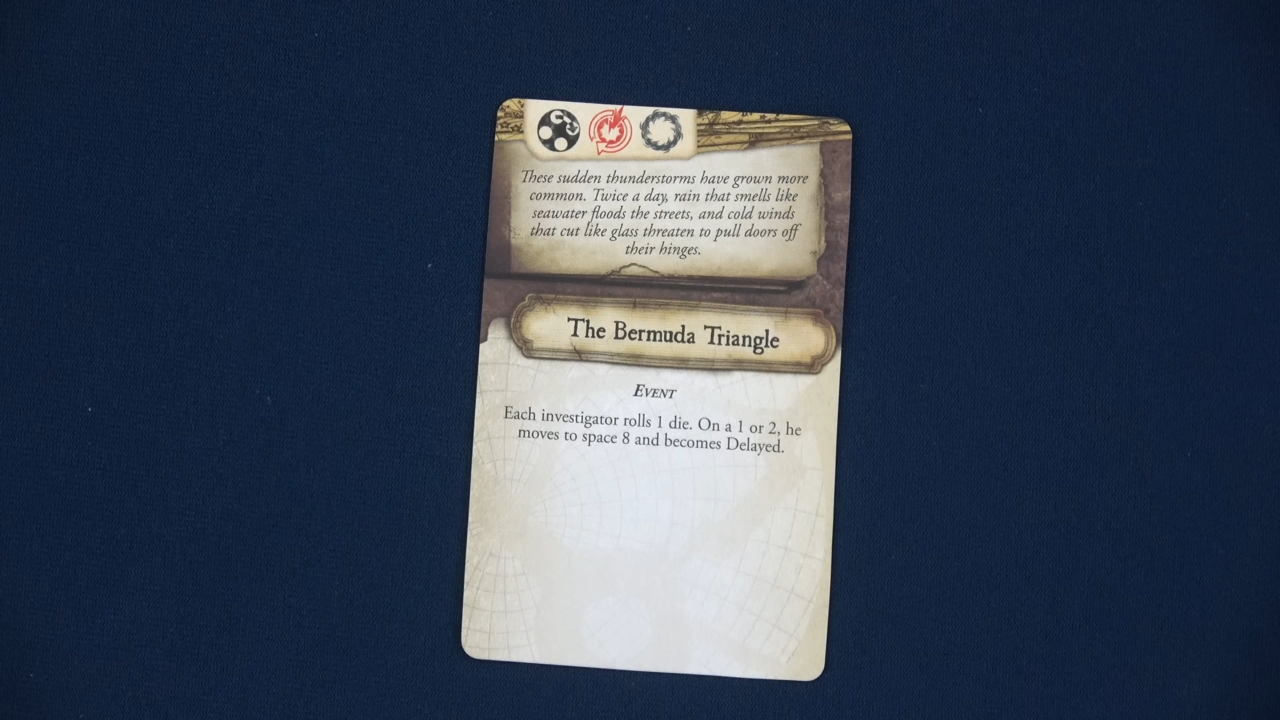 These sudden thunderstorms have grown more
common. Twice a day, rain that smells like
seawater floods the streets, and cold winds
that cut like glass threaten to pull doors off
their hinges.
The Bermuda Triangle
Event
Each investigator rolls 1 die. On a 1 or 2, he
moves to space 8 and becomes Delayed.